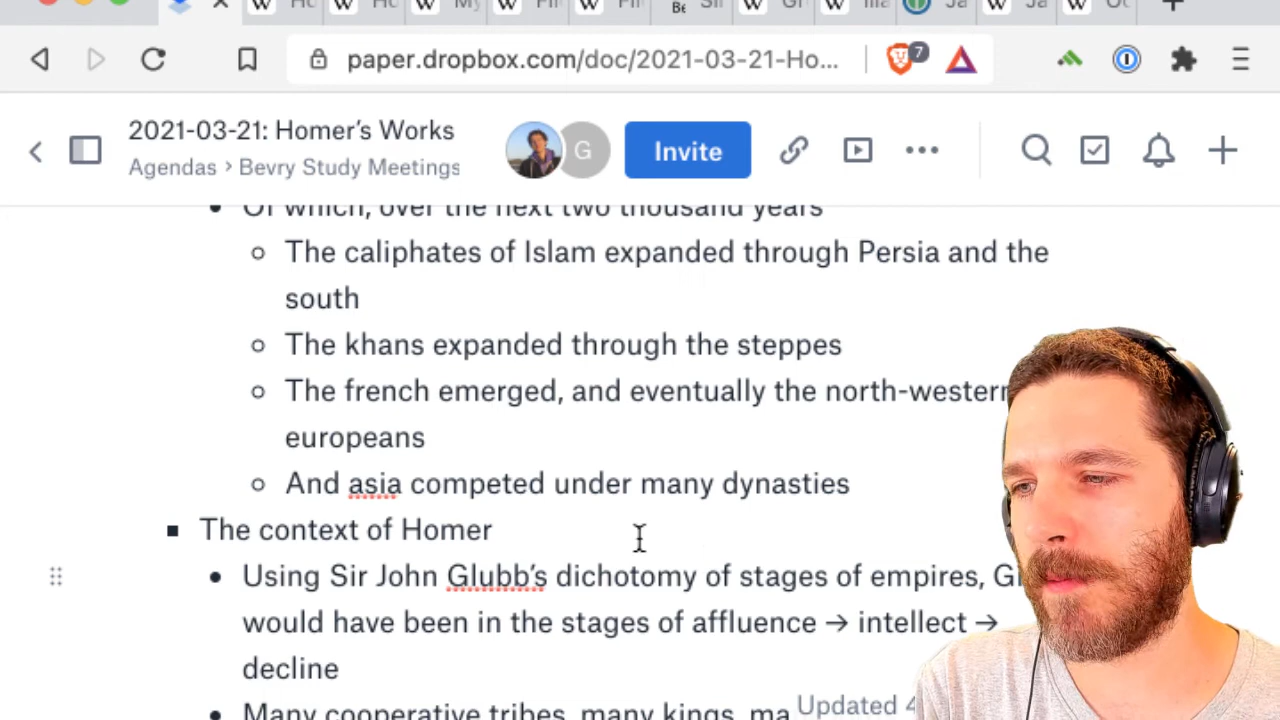 paper.dropbox.com/doc/2021-03-21-Ho...
7
2021-03-21: Homer's Works
Agendas › Bevry Study Meetings
G
Invite
Of which, over the next two thousand years
The caliphates of Islam expanded through Persia and the
south
The khans expanded through the steppes
The french emerged, and eventually the north-western
europeans
And asia competed under many dynasties
The context of Homer
Using Sir John Glubb's dichotomy of stages of empires,
would have been in the stages of affluence → intellect →
decline
Many cooperative tribes, many kings,
Updated